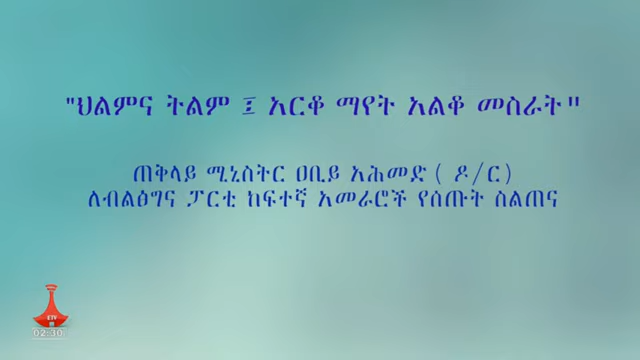 "ህልምና ትልም ፤ አርቆ ማየት አልቆ መስራት"
ጠቅላይ ሚኒስትር ዐቢይ አሕመድ ( ዶ/ር)
ለብልፅግና ፓርቲ ከፍተኛ አመራሮች የሰጡት ስልጠና
ETV
02:30